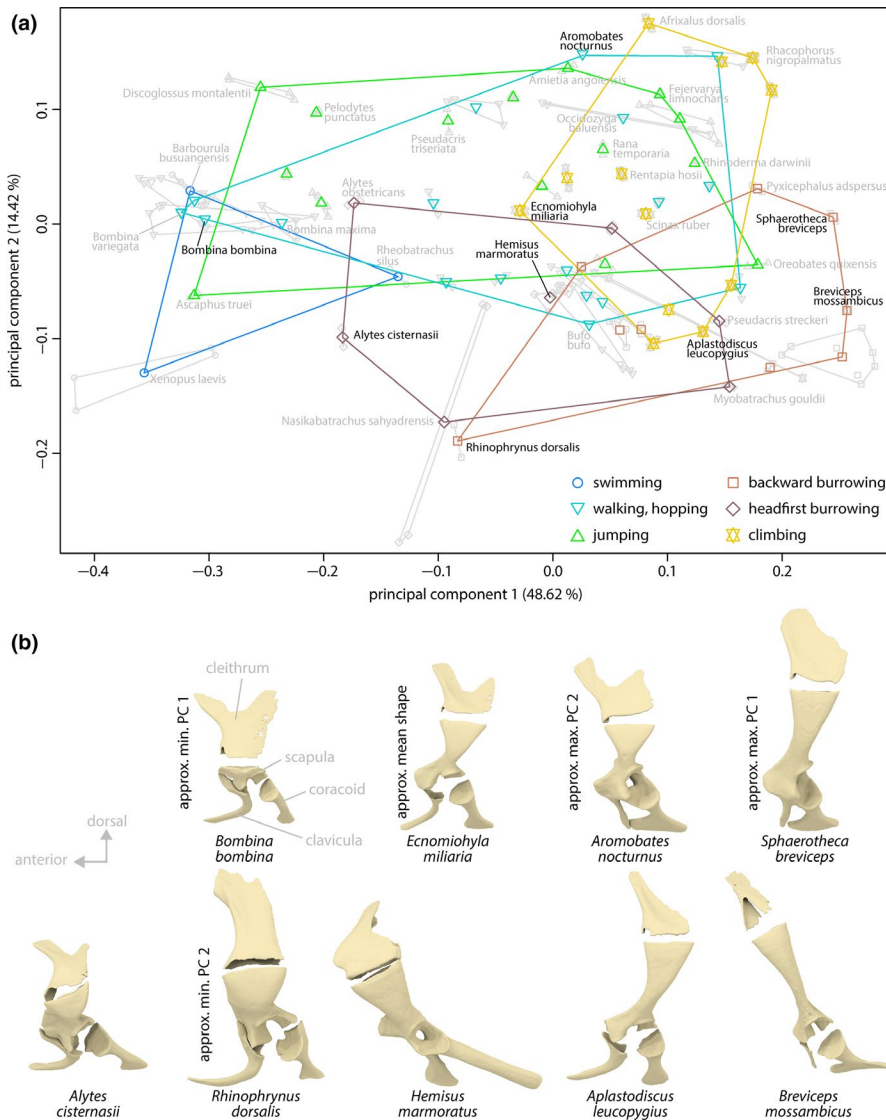 (a)
principal component 2 (14.42 %)
0.1
0.0
−0.1
−0.2
Aromobates
nocturnus
Afrixalus dorsalis
Rhacophorus
nigropalmatus
Discoglossus montalentii
Amietia angolensis
Fejervarya
limnocharis
Pelodytes
punctatus
Pseudacris
triseriata
Occidozyga
baluensis
Rana
temporaria
Barbourula
busuangensis
Rhinoderma darwinii
Alytes
obstetricans
Rentapia hosii
Pyxicephalus adspersus
Ecnomiohyla
miliaria
Scinax ruber
Sphaerotheca
breviceps
Bombina
variegata
Bombina bombina
Bombina maxima
Rheobatrachus
silus
Hemisus
marmoratus
Oreobates quixensis
Ascaphus truei
Breviceps
mossambicus
Alytes cisternasii
Bufo
bufo
Pseudacris streckeri
Aplastodiscus
leucopygius
Xenopus laevis
Myobatrachus gouldii
Nasikabatrachus sahyadrensis
Rhinophrynus dorsalis
swimming
backward burrowing
walking, hopping
headfirst burrowing
jumping
climbing
−0.4
−0.3
−0.2
−0.1
0.0
0.1
0.2
principal component 1 (48.62 %)
(b)
cleithrum
scapula
coracoid
clavicula
dorsal
anterior
approx. min. PC 1
Bombina
bombina
approx. mean shape
Ecnomiohyla
miliaria
approx. max. PC 2
Aromobates
nocturnus
approx. max. PC 1
Sphaerotheca
breviceps
Alytes
cisternasii
approx. min. PC 2
Rhinophrynus
dorsalis
Hemisus
marmoratus
Aplastodiscus
leucopygius
Breviceps
mossambicus